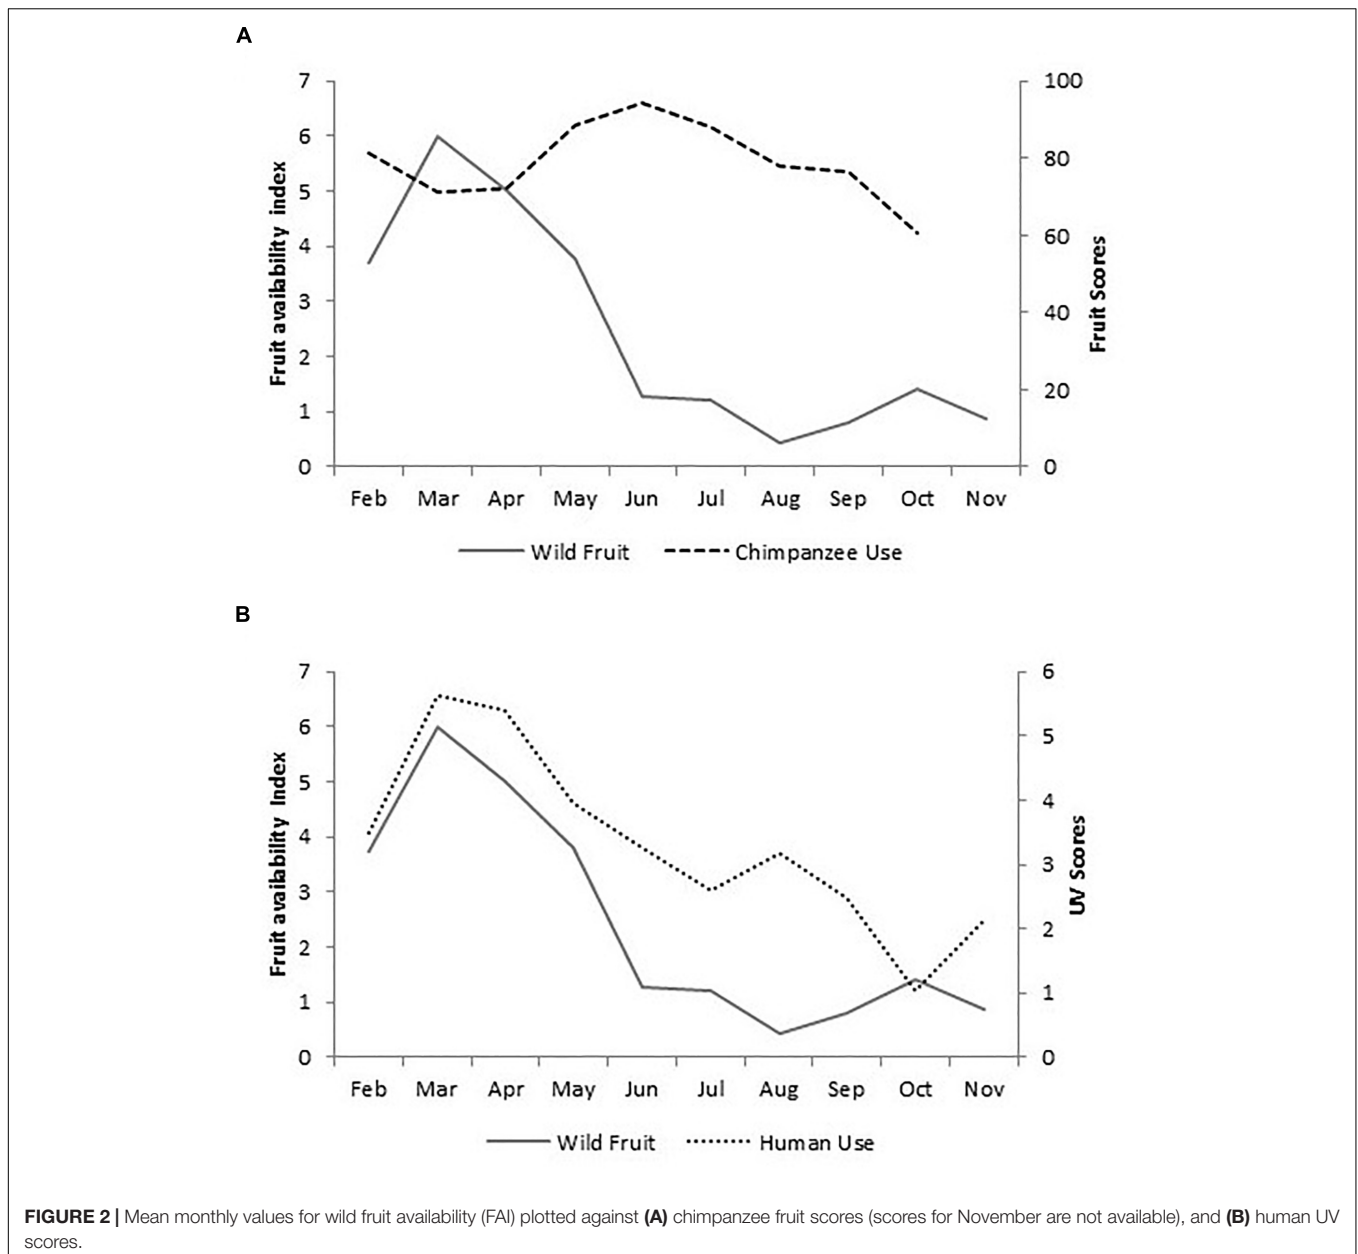 A
7
6
5
4
3
2
1
0
Fruit availability index
100
80
60
40
20
0
Fruit Scores
Feb Mar Apr May Jun Jul Aug Sep Oct Nov
Wild Fruit Chimpanzee Use
B
7
6
5
4
3
2
1
0
Fruit availability Index
6
5
4
3
2
1
0
UV Scores
Feb Mar Apr May Jun Jul Aug Sep Oct Nov
Wild Fruit Human Use
FIGURE 2 | Mean monthly values for wild fruit availability (FAI) plotted against (A) chimpanzee fruit scores (scores for November are not available), and (B) human UV
scores.